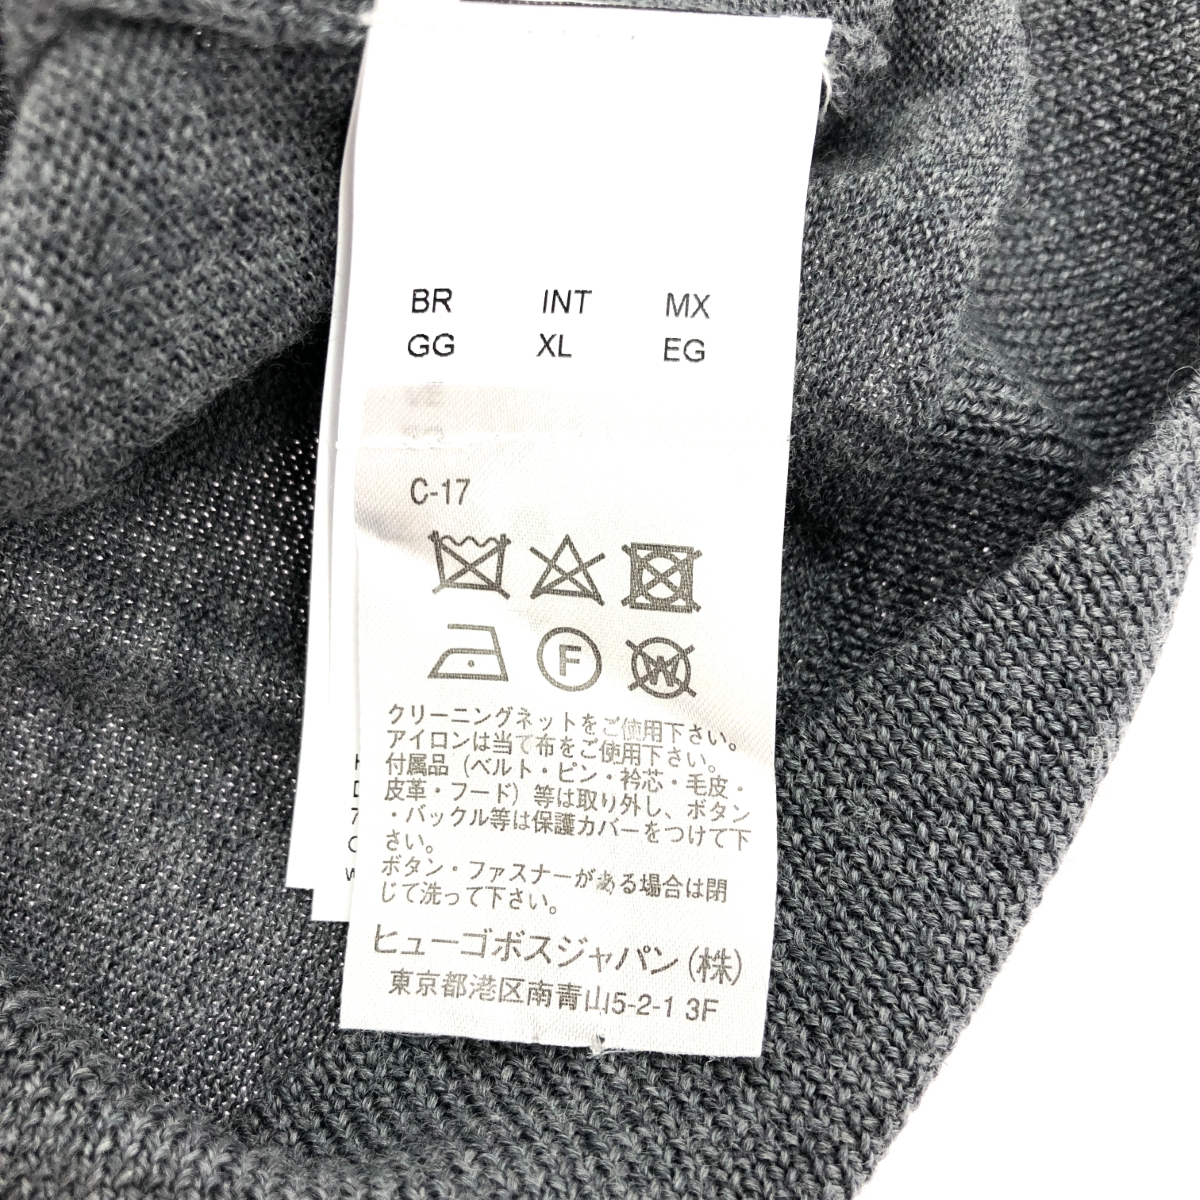 BR INT MX
GG XL EG
C-17
F W
クリーニングネットをご使用下さい。
アイロンは当て布をご使用下さい。
付属品（ベルト・ピン・衿芯・毛皮・
皮革・フード）等は取り外し、ボタン
・バックル等は保護カバーをつけて下
さい。
ボタン・ファスナーがある場合は閉
じて洗って下さい。
ヒューゴボスジャパン(株)
東京都港区南青山5-2-1 3F